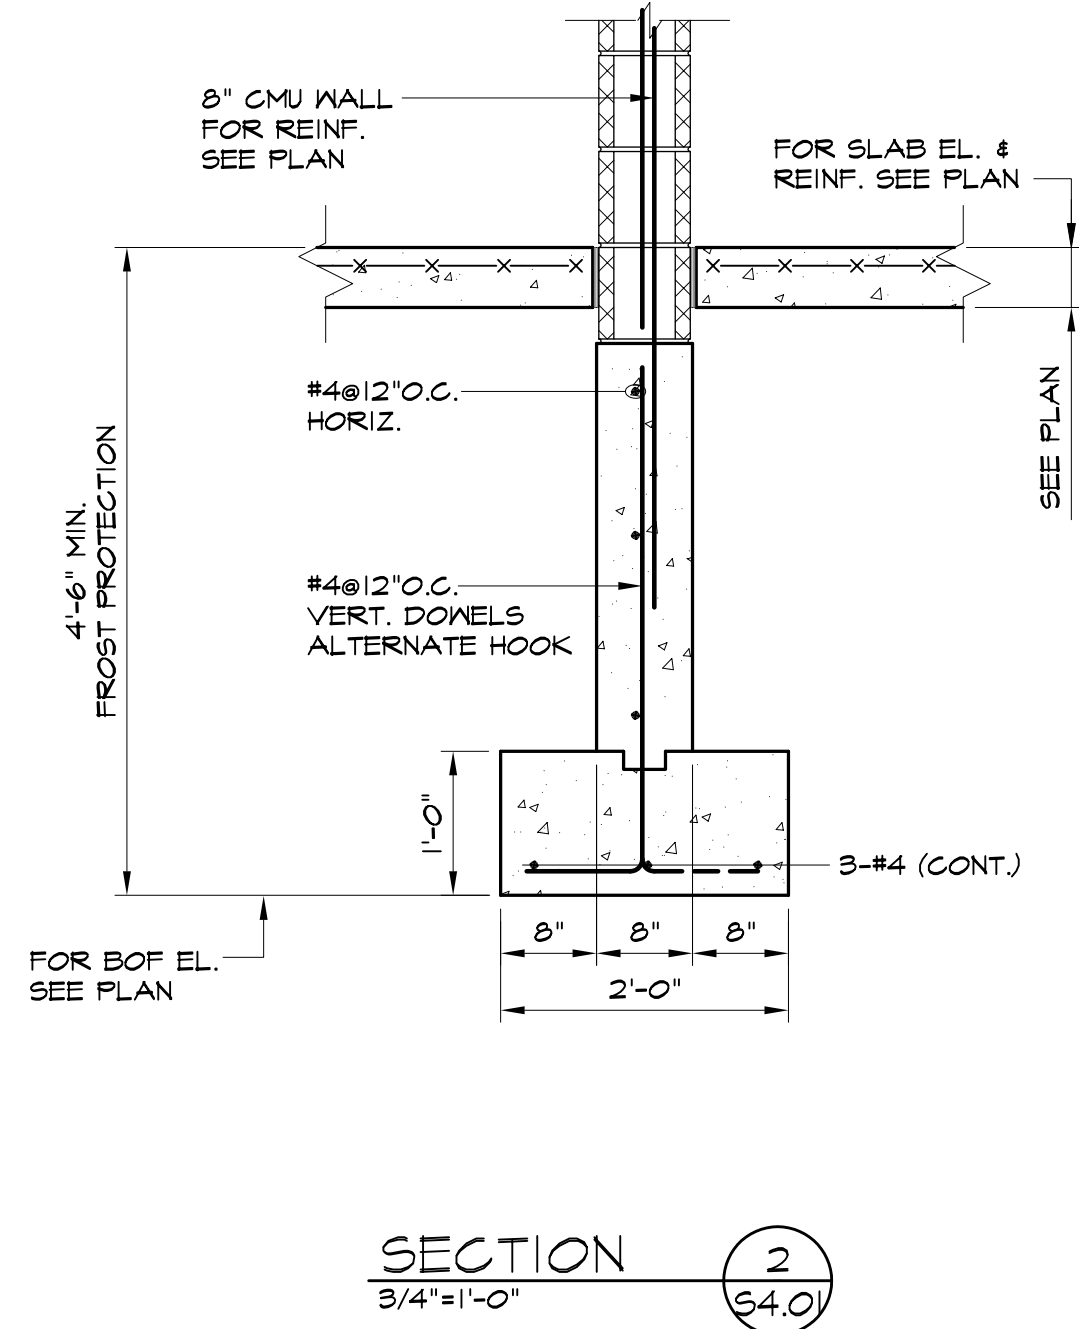 8" CMU WALL
FOR REINF.
SEE PLAN
FOR SLAB EL. &
REINF. SEE PLAN
#4@12"O.C.
HORIZ.
SEE PLAN
4'-6" MIN.
FROST PROTECTION
#4@12"O.C.
VERT. DOWELS
ALTERNATE HOOK
1'-0"
3-#4 (CONT.)
8" 8" 8"
FOR BOF EL.
SEE PLAN
2'-0"
SECTION
3/4"=1'-0"
2
S4.01